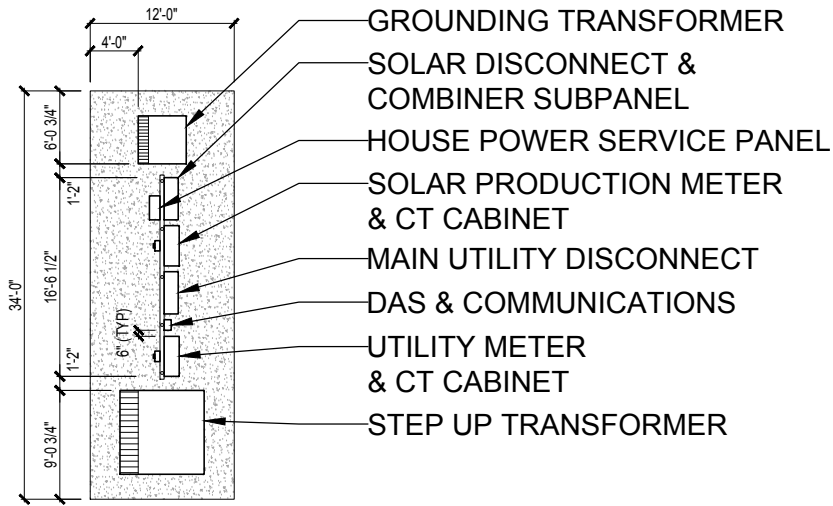 12'-0"
4'-0"
GROUNDING TRANSFORMER
SOLAR DISCONNECT &
COMBINER SUBPANEL
HOUSE POWER SERVICE PANEL
SOLAR PRODUCTION METER
& CT CABINET
MAIN UTILITY DISCONNECT
DAS & COMMUNICATIONS
UTILITY METER
& CT CABINET
STEP UP TRANSFORMER
34'-0"
6'-0 3/4"
1'-2"
16'-6 1/2"
6" (TYP)
1'-2"
9'-0 3/4"